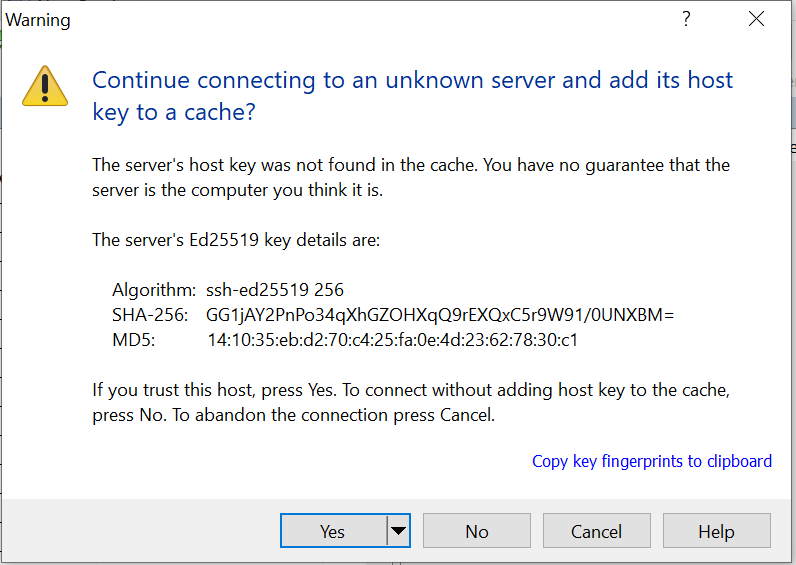 Warning
?
Continue connecting to an unknown server and add its host
key to a cache?
The server's host key was not found in the cache. You have no guarantee that the
server is the computer you think it is.
The server's Ed25519 key details are:
Algorithm: ssh-ed25519 256
SHA-256: GG1jAY2PnPo34qXhGZOHXqQ9rEXQxC5r9W91/0UNXBM=
MD5: 14:10:35:eb:d2:70:c4:25:fa:0e:4d:23:62:78:30:c1
If you trust this host, press Yes. To connect without adding host key to the cache,
press No. To abandon the connection press Cancel.
Copy key fingerprints to clipboard
Yes
No
Cancel
Help